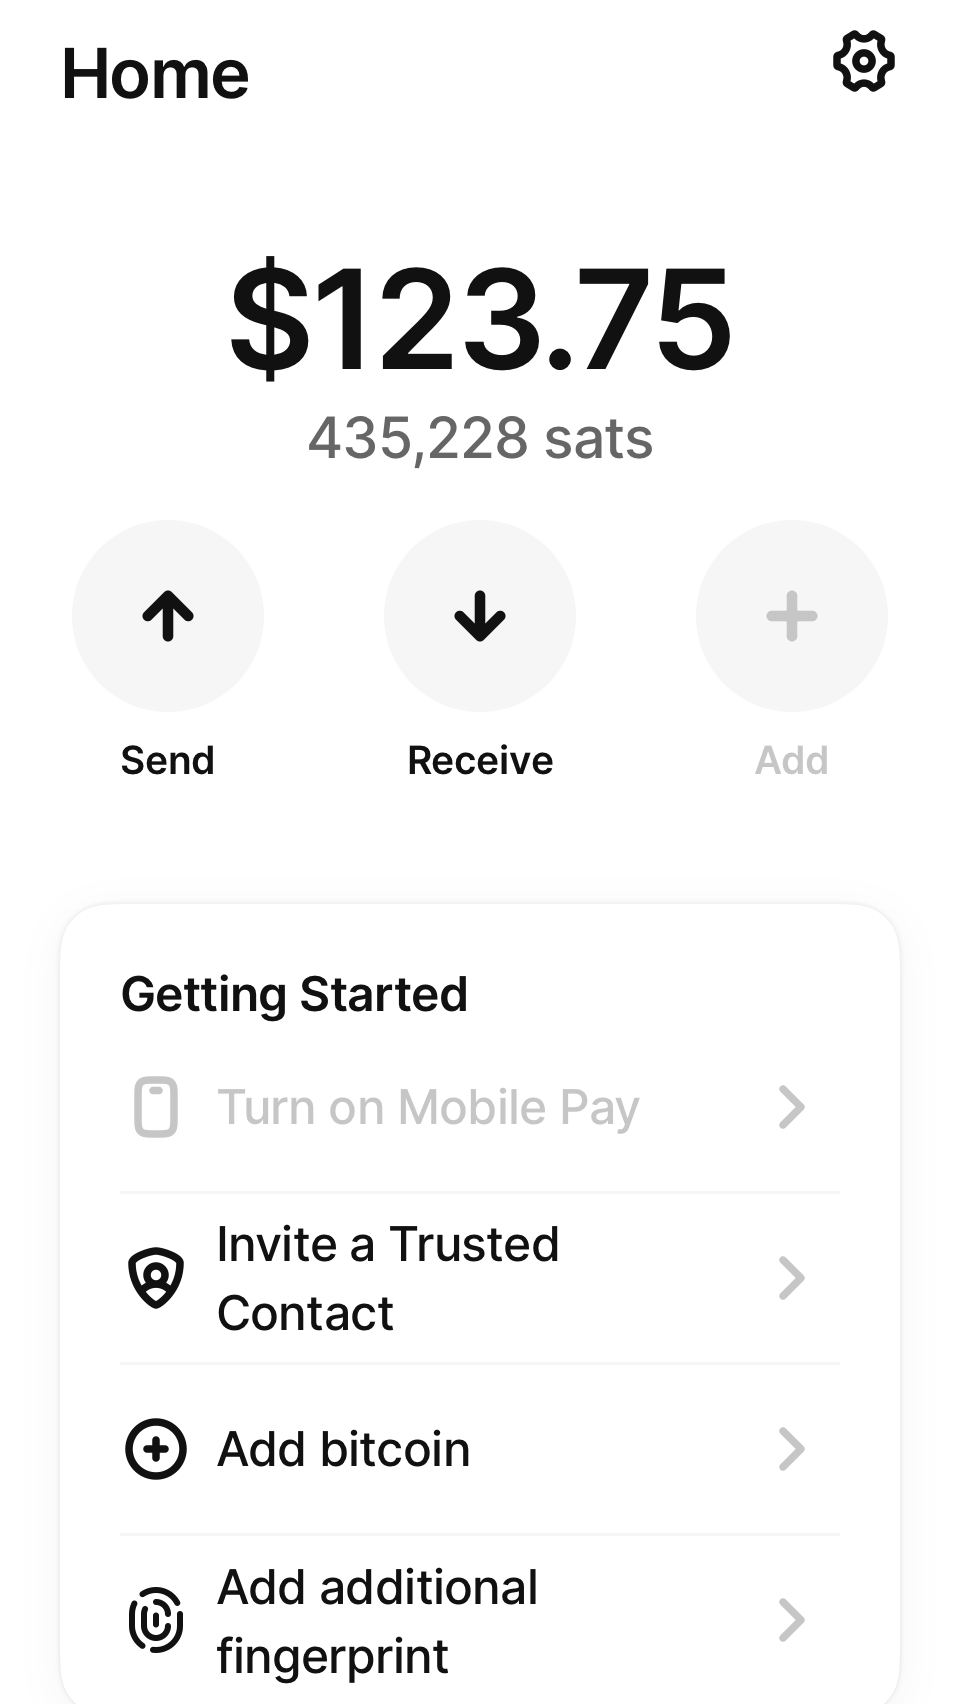 Home
$123.75
435,228 sats
Send
Receive
Add
Getting Started
Turn on Mobile Pay
Invite a Trusted
Contact
Add bitcoin
Add additional
fingerprint